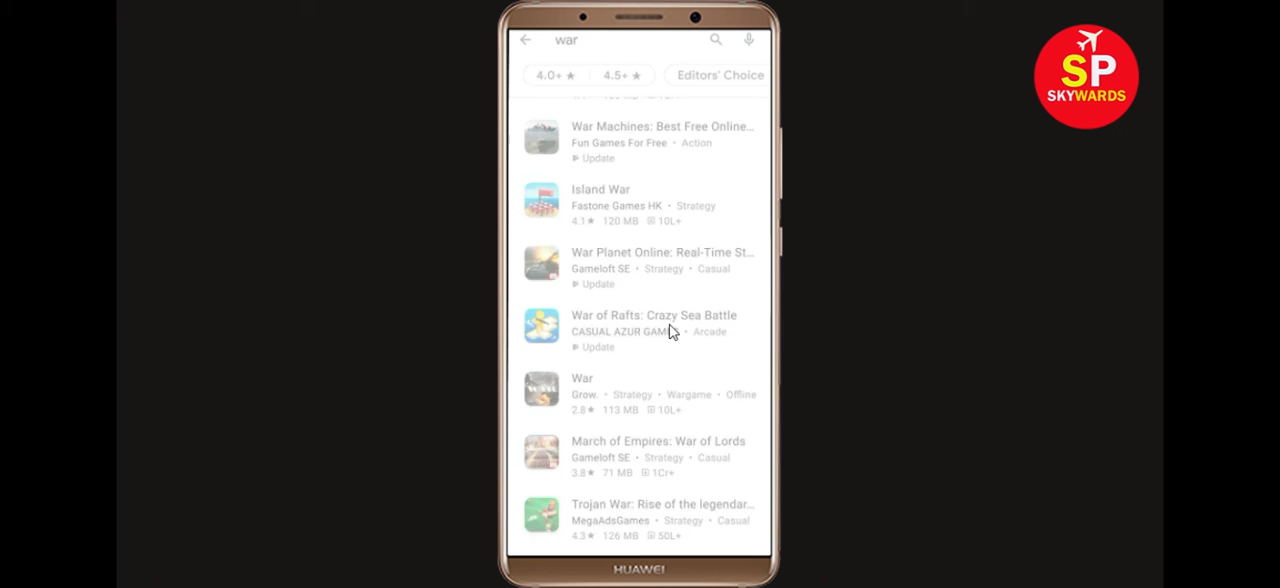 war
4.0+ ★ 4.5+ ★ Editors' Choice
War Machines: Best Free Online...
Fun Games For Free • Action
Update
Island War
Fastone Games HK • Strategy
4.1★ 120 MB 10L+
War Planet Online: Real-Time St...
Gameloft SE • Strategy • Casual
Update
War of Rafts: Crazy Sea Battle
CASUAL AZUR GAM • Arcade
Update
War
Grow. • Strategy • Wargame • Offline
2.8★ 113 MB 10L+
March of Empires: War of Lords
Gameloft SE • Strategy • Casual
3.8★ 71 MB 1Cr+
Trojan War: Rise of the legendar...
MegaAdsGames • Strategy • Casual
4.3★ 126 MB 50L+
HUAWEI
SP
SKYWARDS